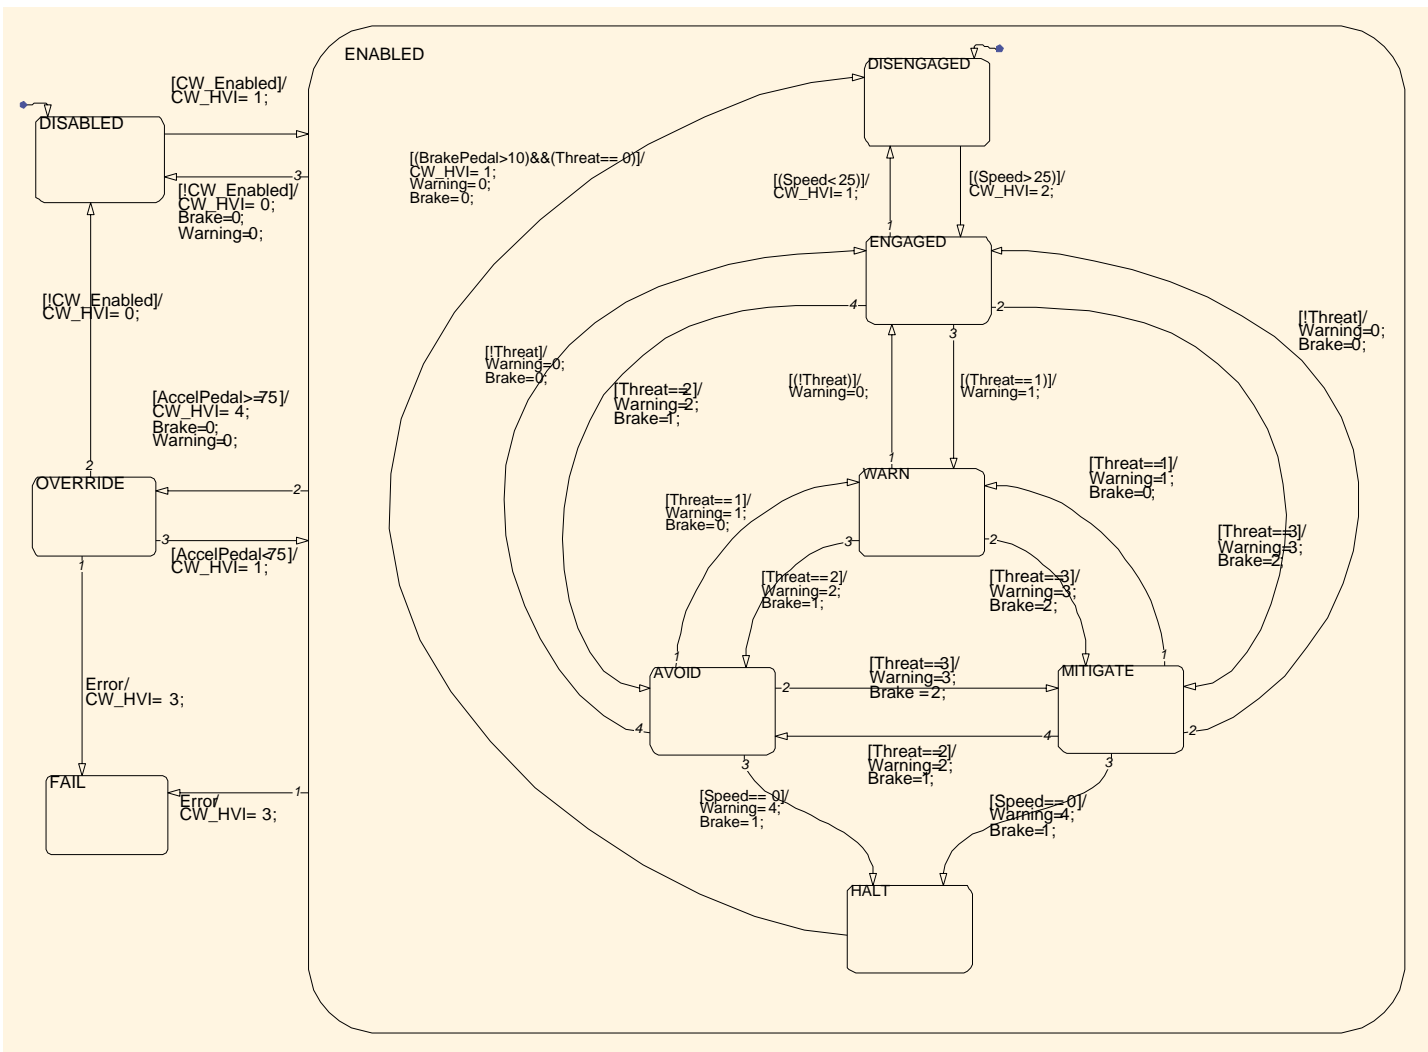 ENABLED
DISENGAGED
[CW_Enabled]/
CW_HVI= 1;
DISABLED
3
[!CW_Enabled]/
CW_HVI= 0;
Brake=0;
Warning=0;
[(BrakePedal>10)&&(Threat== 0)]/
CW_HVI= 1;
Warning= 0;
Brake= 0;
[(Speed< 25)]/
CW_HVI= 1;
[(Speed> 25)]/
CW_HVI= 2;
1
ENGAGED
4
2
3
[!CW_Enabled]/
CW_HVI= 0;
[!Threat]/
Warning=0;
Brake=0;
[!Threat]/
Warning=0;
Brake=0;
[(!Threat)]/
Warning=0;
[(Threat==1)]/
Warning=1;
[Threat==2]/
Warning=2;
Brake=1;
[AccelPedal>=75]/
CW_HVI= 4;
Brake=0;
Warning=0;
2
OVERRIDE
2
3
[AccelPedal<75]/
CW_HVI= 1;
1
1
WARN
3
2
[Threat==1]/
Warning=1;
Brake=0;
[Threat== 1]/
Warning= 1;
Brake= 0;
[Threat==3]/
Warning=3;
Brake=2;
[Threat== 2]/
Warning=2;
Brake=1;
[Threat==3]/
Warning=3;
Brake=2;
1
AVOID
2
4
3
[Threat==3]/
Warning=3;
Brake =2;
1
MITIGATE
2
4
3
[Threat==2]/
Warning=2;
Brake=1;
Error/
CW_HVI= 3;
FAIL
1
Error/
CW_HVI= 3;
[Speed== 0]/
Warning= 4;
Brake= 1;
[Speed== 0]/
Warning=4;
Brake=1;
HALT